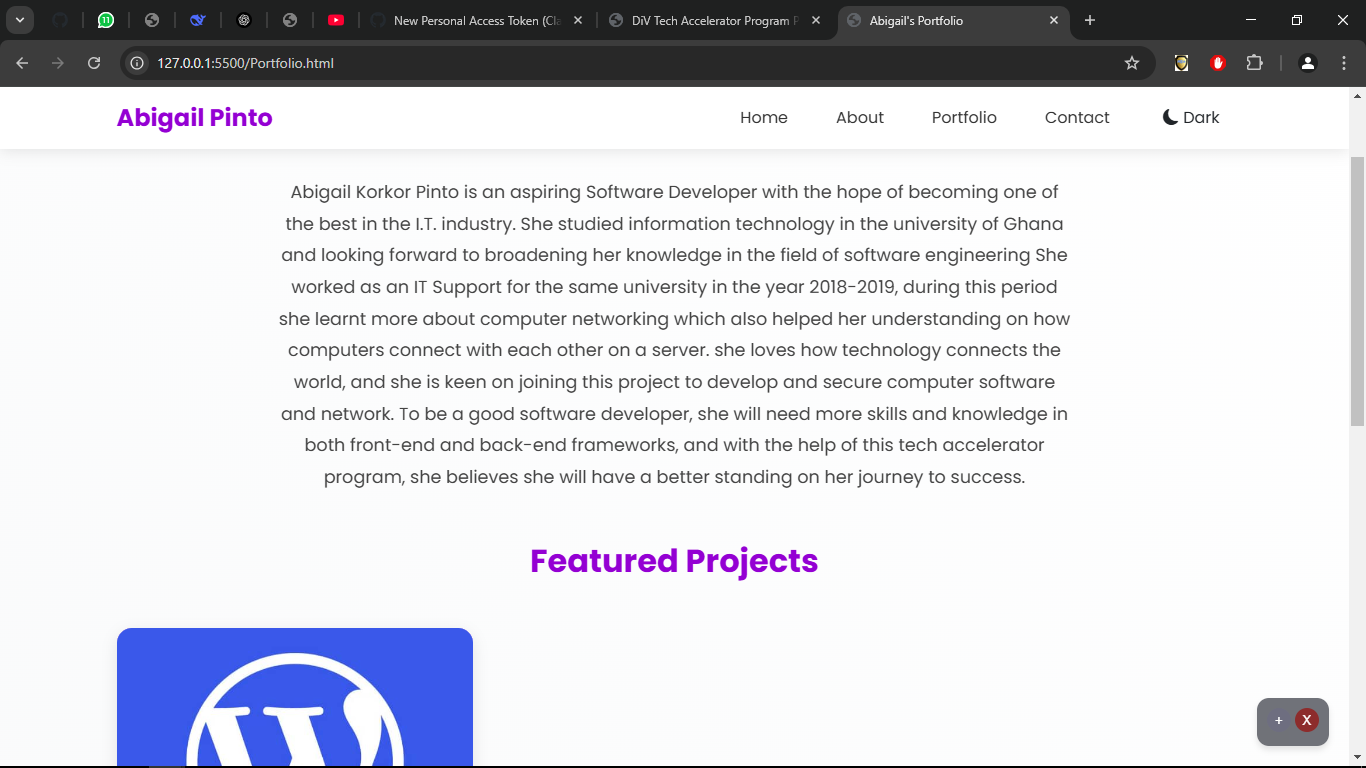 11
New Personal Access Token (Cla
DiV Tech Accelerator Program P
Abigail's Portfolio
127.0.0.1:5500/Portfolio.html
Abigail Pinto
Home
About
Portfolio
Contact
Dark
Abigail Korkor Pinto is an aspiring Software Developer with the hope of becoming one of
the best in the I.T. industry. She studied information technology in the university of Ghana
and looking forward to broadening her knowledge in the field of software engineering She
worked as an IT Support for the same university in the year 2018-2019, during this period
she learnt more about computer networking which also helped her understanding on how
computers connect with each other on a server. she loves how technology connects the
world, and she is keen on joining this project to develop and secure computer software
and network. To be a good software developer, she will need more skills and knowledge in
both front-end and back-end frameworks, and with the help of this tech accelerator
program, she believes she will have a better standing on her journey to success.
Featured Projects
W
+ X